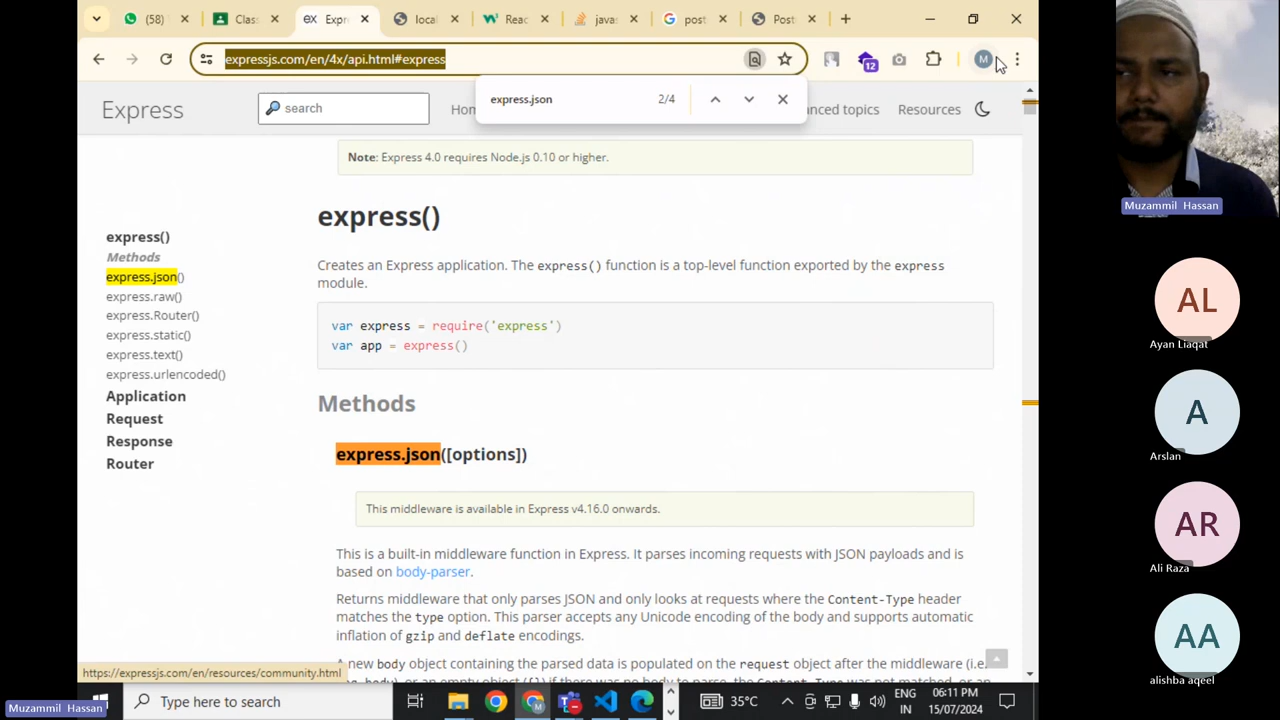 (58)
Clas
Expr
local
Reac
javas
post
Post
expressjs.com/en/4x/api.html#express
12
M
express.json
2/4
Express
search
Hom
nced topics
Resources
Note: Express 4.0 requires Node.js 0.10 or higher.
express()
Creates an Express application. The express() function is a top-level function exported by the express
module.
var express = require('express')
var app = express()
Methods
express.json([options])
This middleware is available in Express v4.16.0 onwards.
This is a built-in middleware function in Express. It parses incoming requests with JSON payloads and is
based on body-parser.
Returns middleware that only parses JSON and only looks at requests where the Content-Type header
matches the type option. This parser accepts any Unicode encoding of the body and supports automatic
inflation of gzip and deflate encodings.
A new body object containing the parsed data is populated on the request object after the middleware (i.e.
express()
Methods
express.json()
express.raw()
express.Router()
express.static()
express.text()
express.urlencoded()
Application
Request
Response
Router
https://expressjs.com/en/resources/community.html
Type here to search
35°C
ENG
IN
06:11 PM
15/07/2024
Muzammil Hassan
Muzammil Hassan
AL
Ayan Liaqat
A
Arslan
AR
Ali Raza
AA
alishba aqeel